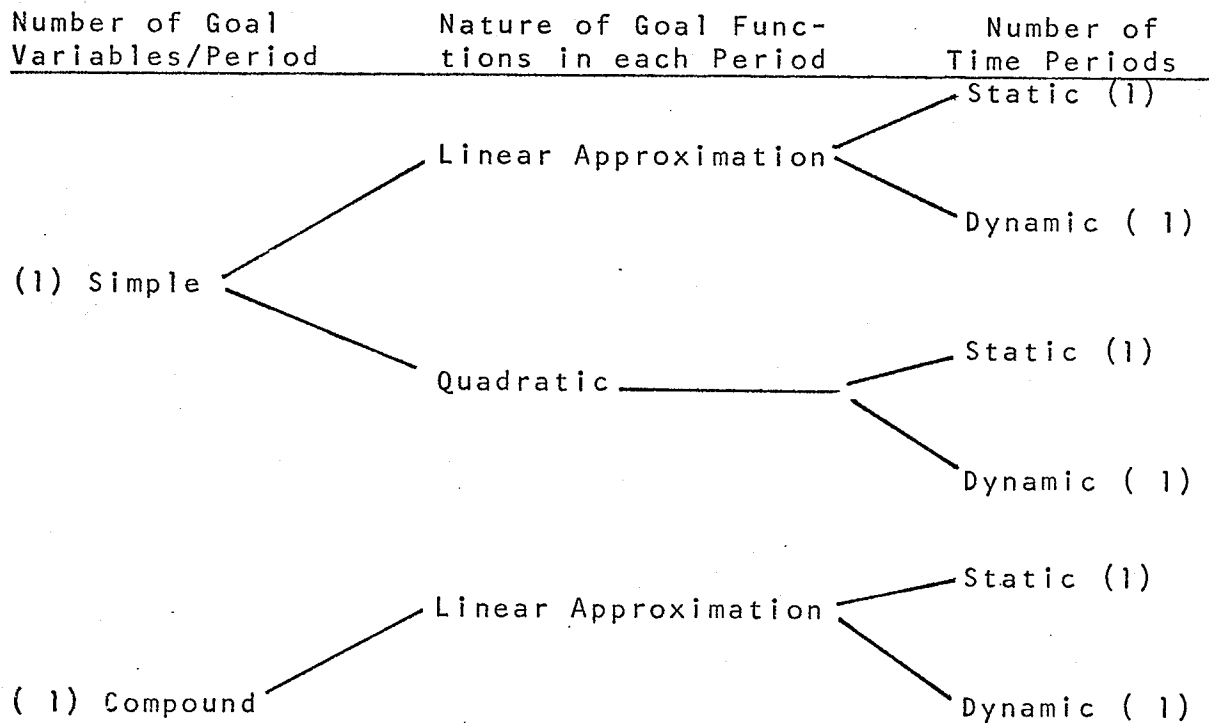 Number of Goal Variables/Period
Nature of Goal Func-
tions in each Period
Number of
Time Periods
Static (1)
Linear Approximation
Dynamic ( 1)
(1) Simple
Static (1)
Quadratic
Dynamic ( 1)
Static (1)
Linear Approximation
( 1) Compound
Dynamic ( 1)